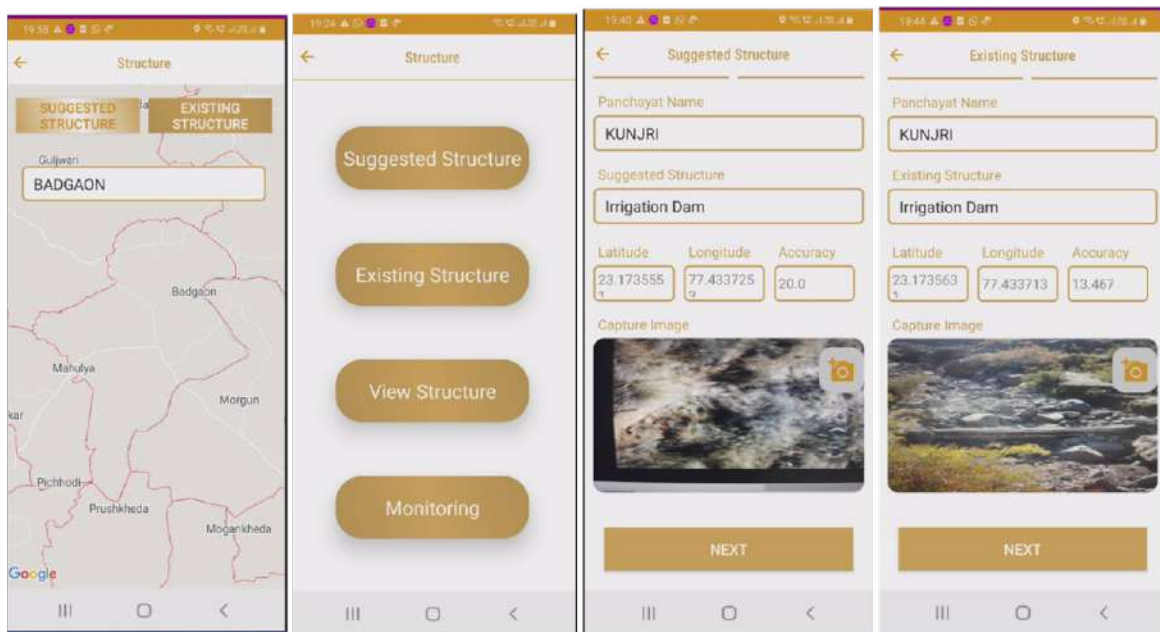 19:58
Structure
SUGGESTED
STRUCTURE
EXISTING
STRUCTURE
Guljwari
BADGAON
Badgaon
Mahulya
Morgun
kar
Pichhodi
Prushkheda
Mogankheda
Google
19:24
Structure
Suggested Structure
Existing Structure
View Structure
Monitoring
19:40
Suggested Structure
Panchayat Name
KUNJRI
Suggested Structure
Irrigation Dam
Latitude Longitude Accuracy
23.173555 77.433725 20.0
Capture Image
NEXT
19:44
Existing Structure
Panchayat Name
KUNJRI
Existing Structure
Irrigation Dam
Latitude Longitude Accuracy
23.173563 77.433713 13.467
Capture Image
NEXT